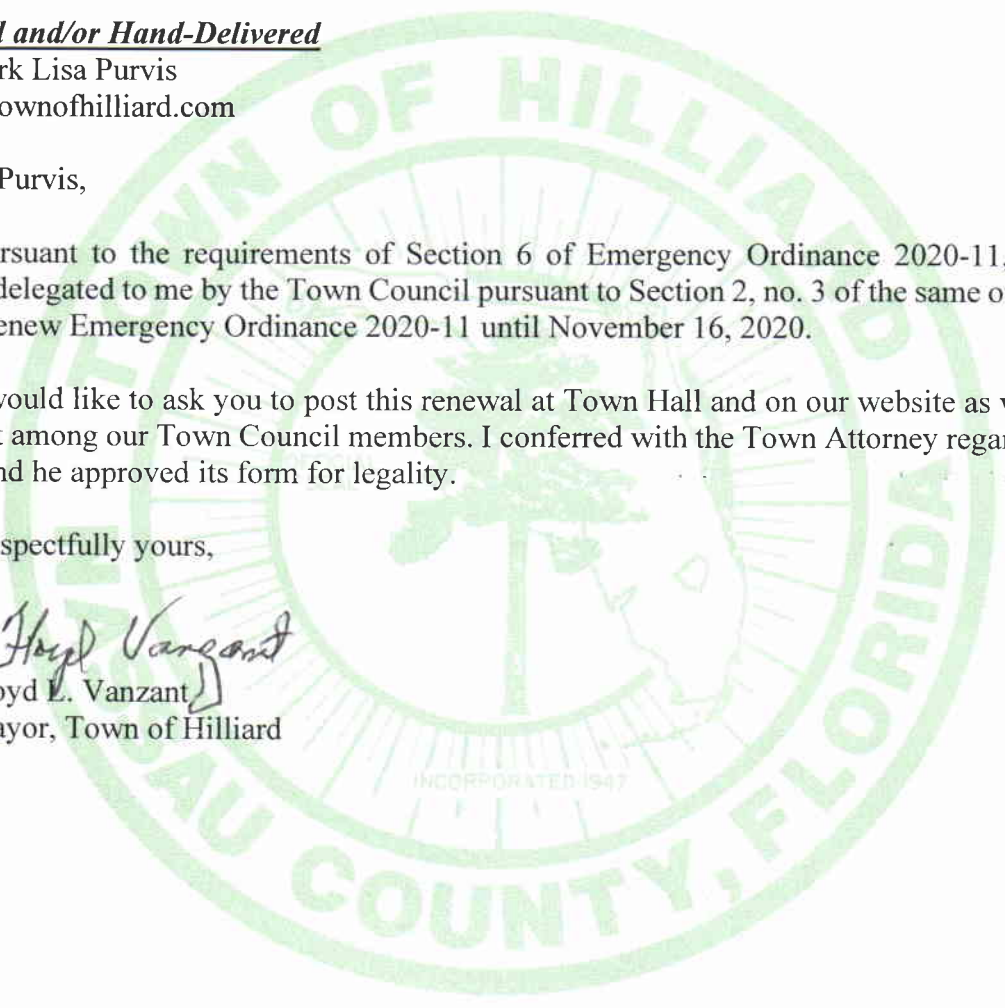 l and/or Hand-Delivered
rk Lisa Purvis
ownofhilliard.com
Purvis,
rsuant to the requirements of Section 6 of Emergency Ordinance 2020-11,
delegated to me by the Town Council pursuant to Section 2, no. 3 of the same o
enew Emergency Ordinance 2020-11 until November 16, 2020.
would like to ask you to post this renewal at Town Hall and on our website as
t among our Town Council members. I conferred with the Town Attorney regar
nd he approved its form for legality.
spectfully yours,
Floyd Vanzant
oyd L. Vanzant
ayor, Town of Hilliard
TOWN OF HILLIARD
SAU COUNTY, FLORIDA
INCORPORATED 1947